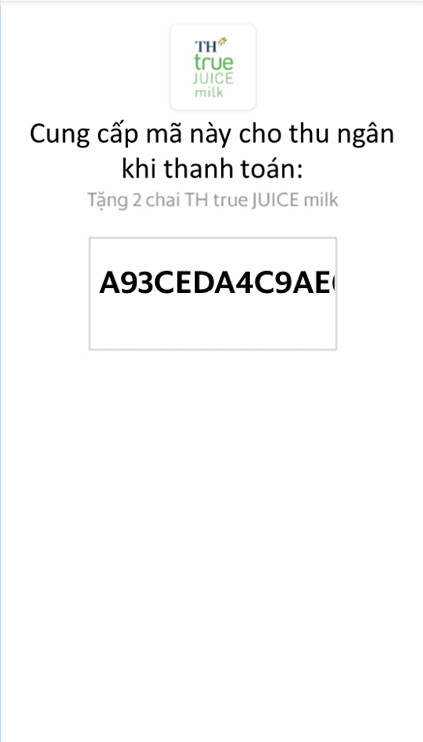 TH
true
JUICE
milk
Cung cấp mã này cho thu ngân
khi thanh toán:
Tặng 2 chai TH true JUICE milk
A93CEDA4C9AE